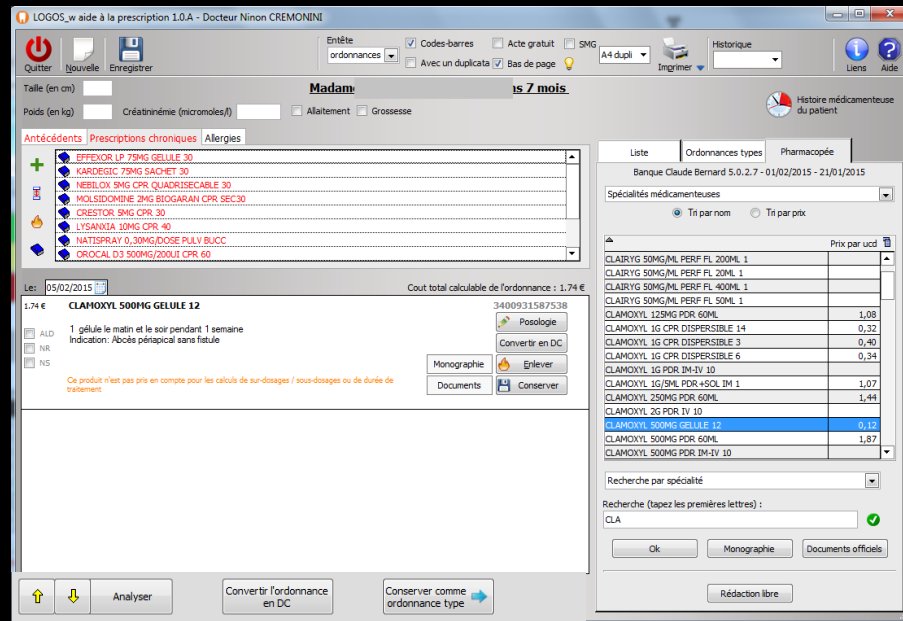 LOGOS_w aide à la prescription 1.0.A - Docteur Ninon CREMONINI
Quitter Nouvelle Enregistrer
Entête
ordonnances
Codes-barres Acte gratuit SMG
Avec un duplicata Bas de page
A4 dupli
Imprimer
Historique
Liens Aide
Taille (en cm)
Madam 7 mois
Poids (en kg) Créatininémie (micromoles/l) Allaitement Grossesse
Histoire médicamenteuse
du patient
Antécédents Prescriptions chroniques Allergies
EFFEXOR LP 75MG GELULE 30
KARDEGIC 75MG SACHET 30
NEBILOX 5MG CPR QUADRISECABLE 30
MOLSIDOMINE 2MG BIOGARAN CPR SEC30
CRESTOR 5MG CPR 30
LYSANXIA 10MG CPR 40
NATISPRAY 0,30MG/DOSE PULV BUCC
OROCAL D3 500MG/200UI CPR 60
Le: 05/02/2015
Cout total calculable de l'ordonnance : 1.74 €
1.74 € CLAMOXYL 500MG GELULE 12 3400931587538
ALD
NR
NS
1 gélule le matin et le soir pendant 1 semaine
Indication: Abcès périapical sans fistule
Ce produit n'est pas pris en compte pour les calculs de sur-dosages / sous-dosages ou de durée de
traitement
Posologie
Convertir en DC
Monographie Enlever
Documents Conserver
Analyser
Convertir l'ordonnance
en DC
Conserver comme
ordonnance type
Liste Ordonnances types Pharmacopée
Banque Claude Bernard 5.0.2.7 - 01/02/2015 - 21/01/2015
Spécialités médicamenteuses
Tri par nom Tri par prix
Prix par ucd
CLAIRYG 50MG/ML PERF FL 200ML 1
CLAIRYG 50MG/ML PERF FL 20ML 1
CLAIRYG 50MG/ML PERF FL 400ML 1
CLAIRYG 50MG/ML PERF FL 50ML 1
CLAMOXYL 125MG PDR 60ML 1,08
CLAMOXYL 1G CPR DISPERSIBLE 14 0,32
CLAMOXYL 1G CPR DISPERSIBLE 3 0,40
CLAMOXYL 1G CPR DISPERSIBLE 6 0,34
CLAMOXYL 1G PDR IM-IV 10
CLAMOXYL 1G/5ML PDR+SOL IM 1 1,07
CLAMOXYL 250MG PDR 60ML 1,44
CLAMOXYL 2G PDR IV 10
CLAMOXYL 500MG GELULE 12 0,12
CLAMOXYL 500MG PDR 60ML 1,87
CLAMOXYL 500MG PDR IM-IV 10
Recherche par spécialité
Recherche (tapez les premières lettres) :
CLA
Ok Monographie Documents officiels
Rédaction libre